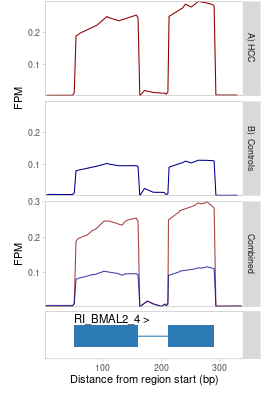 0.2
0.1
A) HCC
FPM
0.2
0.1
B) Controls
0.3
0.2
0.1
FPM
Combined
RI_BMAL2_4 >
100 200 300
Distance from region start (bp)